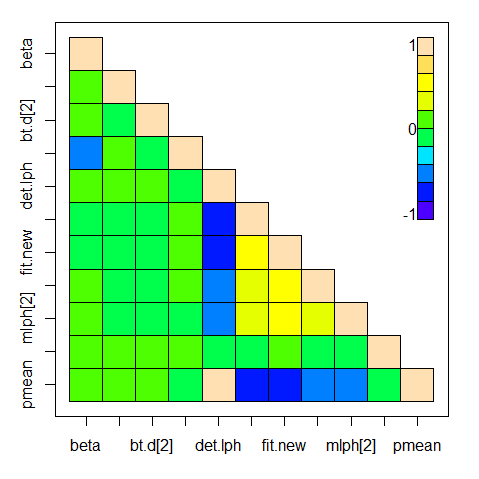 beta
bt.d[2]
det.lph
fit.new
mlph[2]
pmean
1
0
-1
beta
bt.d[2]
det.lph
fit.new
mlph[2]
pmean